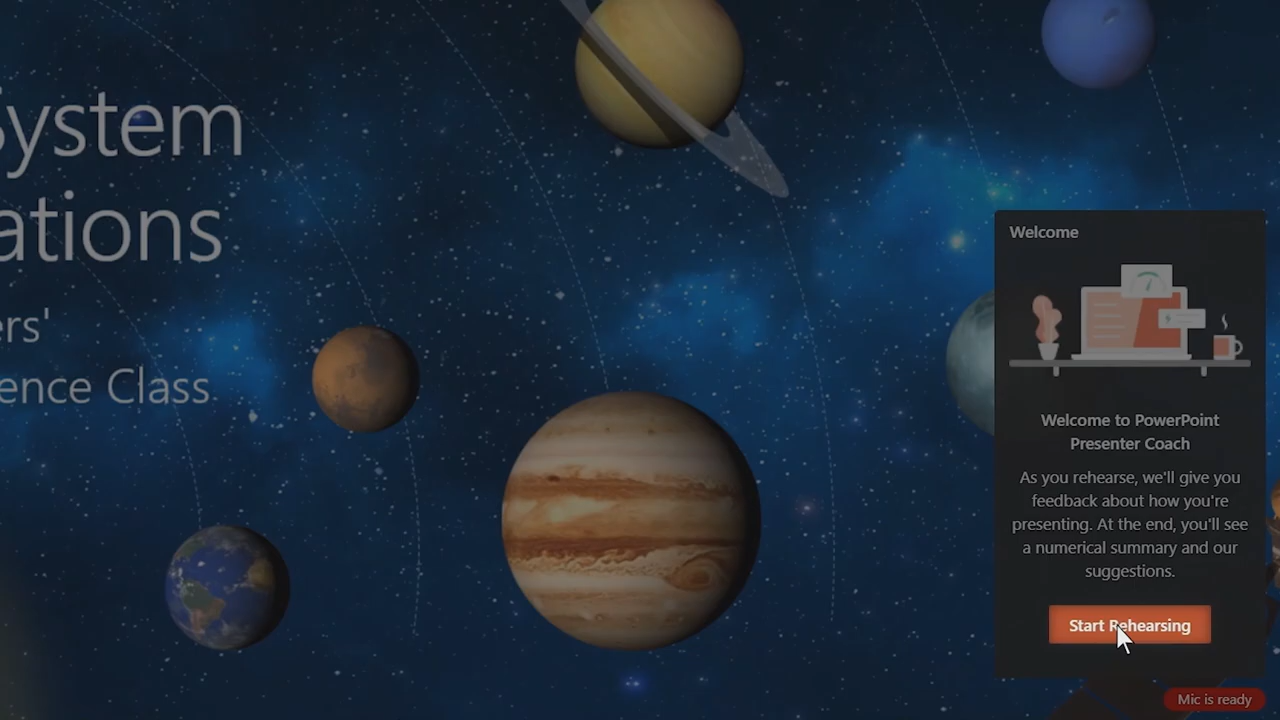 System
ations
ers'
ence Class
Welcome
Welcome to PowerPoint
Presenter Coach
As you rehearse, we'll give you
feedback about how you're
presenting. At the end, you'll see
a numerical summary and our
suggestions.
Start Rehearsing
Mic is ready